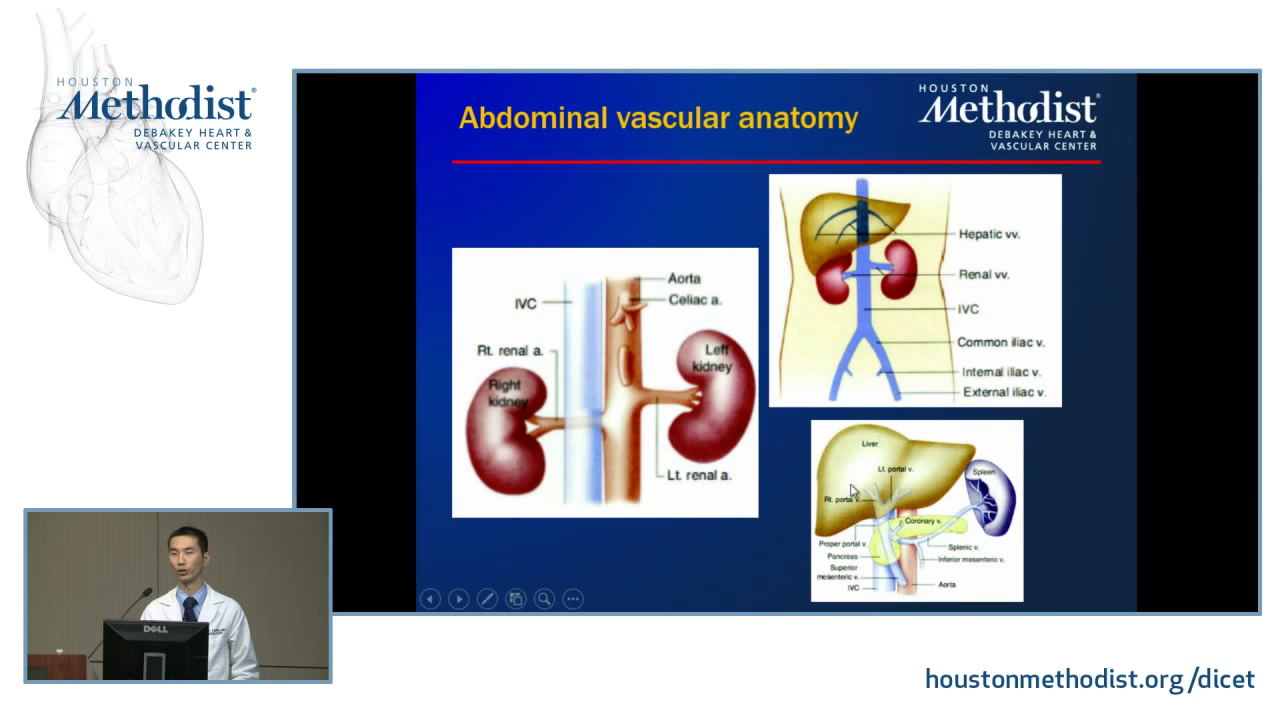 HOUSTON
Methodist®
DEBAKEY HEART &
VASCULAR CENTER
Abdominal vascular anatomy
HOUSTON
Methodist®
DEBAKEY HEART &
VASCULAR CENTER
IVC
Aorta
Celiac a.
Rt. renal a.
Left
kidney
Right
kidney
Lt. renal a.
Hepatic vv.
Renal vv.
IVC
Common iliac v.
Internal iliac v.
External iliac v.
Liver
Lt. portal v.
Spleen
Rt. portal v.
Coronary v.
Proper portal v.
Splenic v.
Pancreas
Inferior mesenteric v.
Superior
mesenteric v.
IVC
Aorta
DELL
houstonmethodist.org/dicet